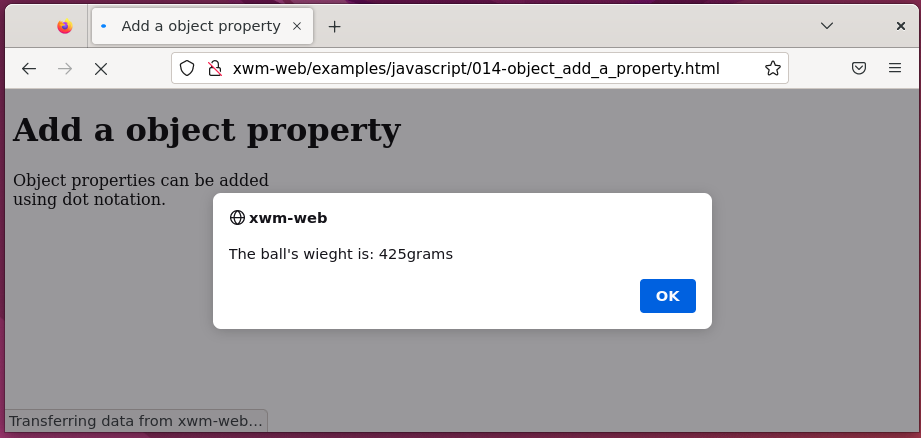 Add a object property
xwm-web/examples/javascript/014-object_add_a_property.html
Add a object property
Object properties can be added
using dot notation.
xwm-web
The ball's wieght is: 425grams
OK
Transferring data from xwm-web…